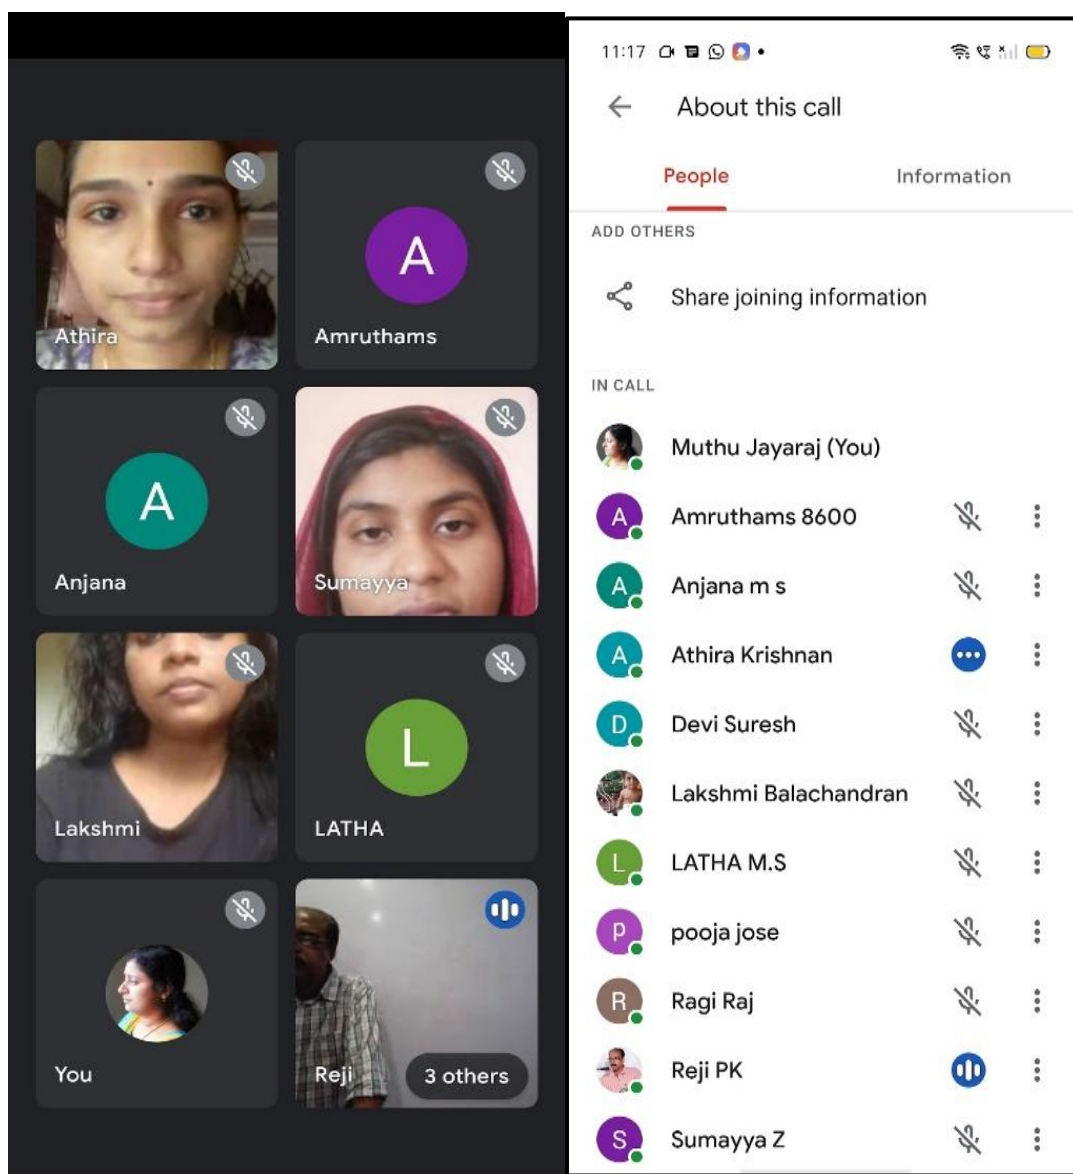 Athira
A
Amruthams
A
Anjana
Sumayya
Lakshmi
L
LATHA
You
Reji
3 others
11:17
About this call
People
Information
ADD OTHERS
Share joining information
IN CALL
Muthu Jayaraj (You)
A
Amruthams 8600
A
Anjana m s
A
Athira Krishnan
D
Devi Suresh
Lakshmi Balachandran
L
LATHA M.S
p
pooja jose
R
Ragi Raj
Reji PK
S
Sumayya Z